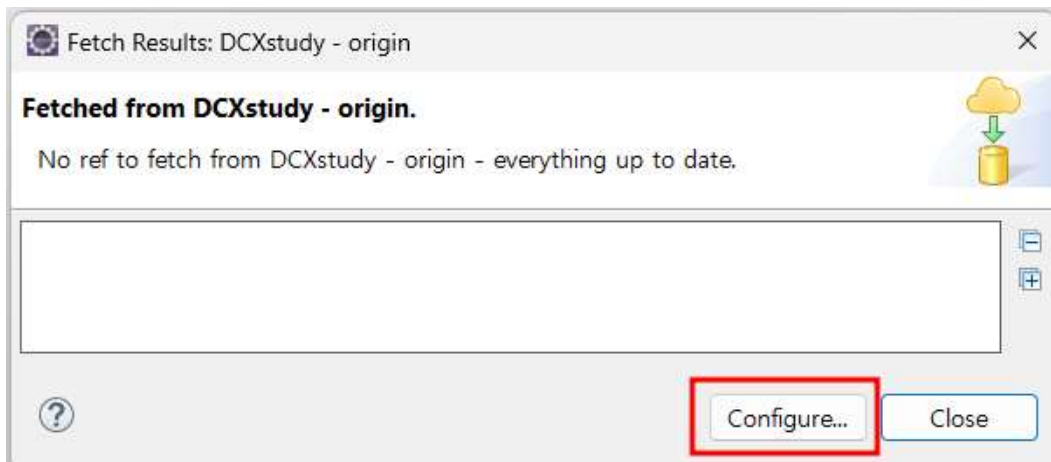 Fetch Results: DCXstudy - origin
Fetched from DCXstudy - origin.
No ref to fetch from DCXstudy - origin - everything up to date.
Configure...
Close